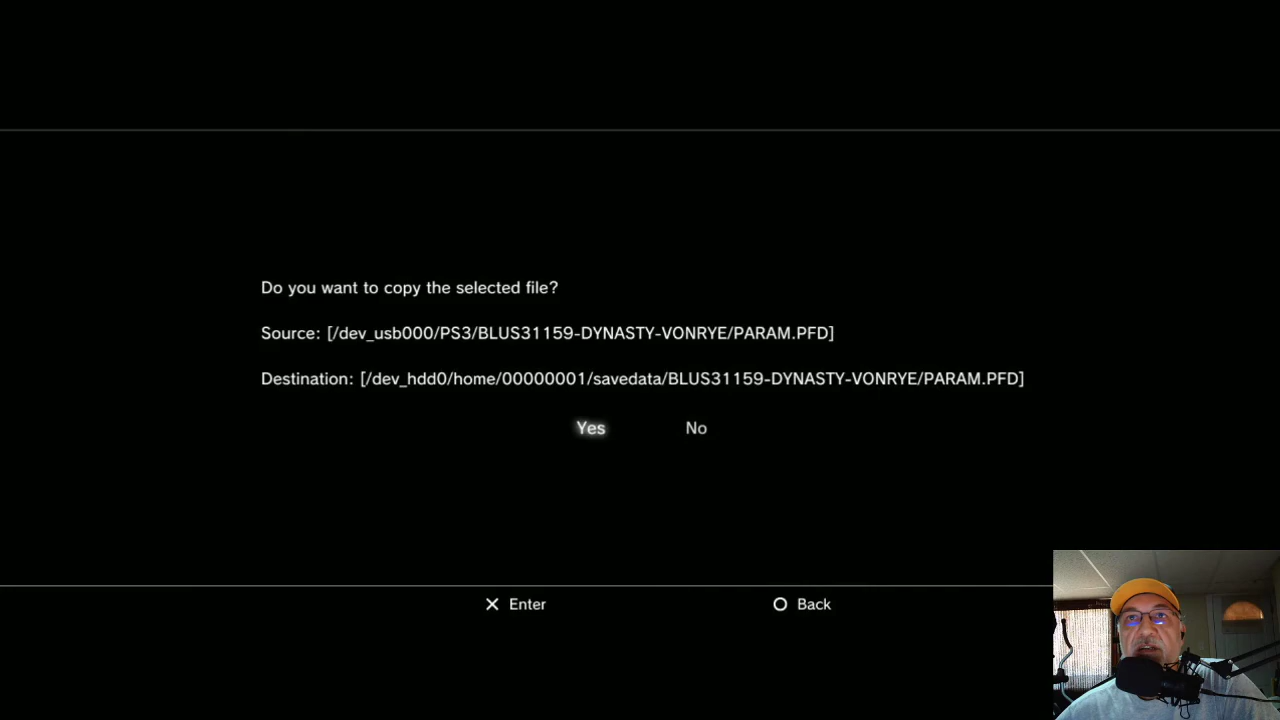 Do you want to copy the selected file?
Source: [/dev_usb000/PS3/BLUS31159-DYNASTY-VONRYE/PARAM.PFD]
Destination: [/dev_hdd0/home/00000001/savedata/BLUS31159-DYNASTY-VONRYE/PARAM.PFD]
Yes No
Enter Back